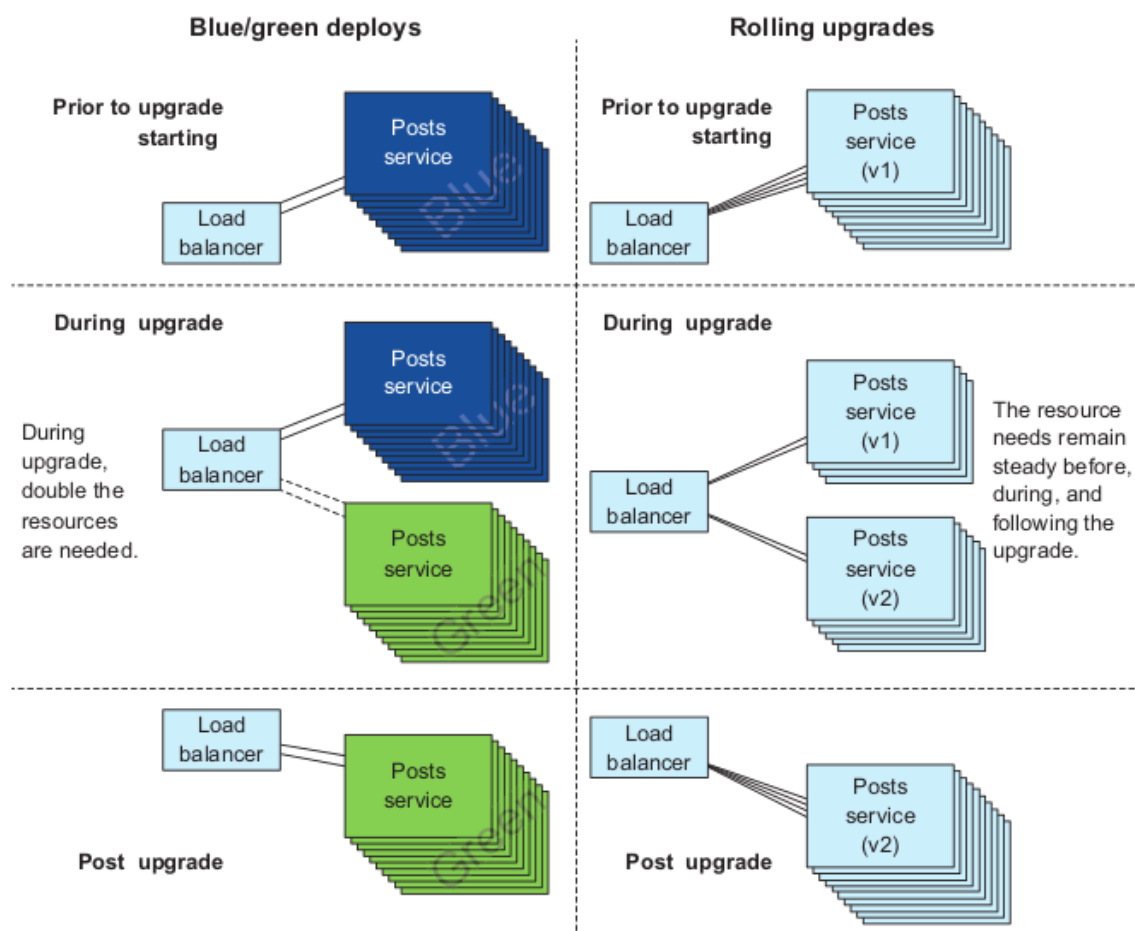 Blue/green deploys
Prior to upgrade
starting
Posts
service
Blue
Load
balancer
During upgrade
Posts
service
Blue
During
upgrade,
double the
resources
are needed.
Load
balancer
Posts
service
Green
Load
balancer
Posts
service
Green
Post upgrade
Rolling upgrades
Prior to upgrade
starting
Posts
service
(v1)
Load
balancer
During upgrade
Posts
service
(v1)
The resource
needs remain
steady before,
during, and
following the
upgrade.
Load
balancer
Posts
service
(v2)
Load
balancer
Posts
service
(v2)
Post upgrade